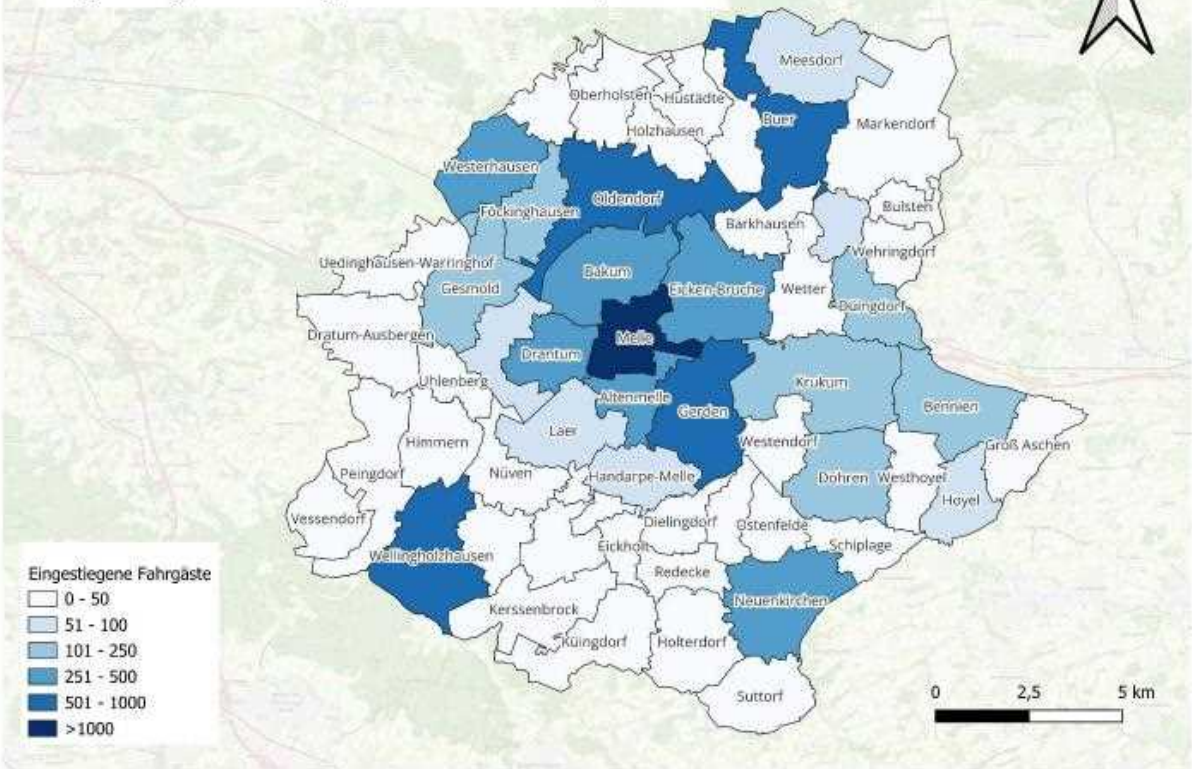 Meesdorf
Oberholsten
Hustädte
Buer
Holzhausen
Markendorf
Westerhausen
Oldendorf
Föckinghausen
Bulsten
Barkhausen
Wehringdorf
Uedinghausen-Warringhof
Bakum
Gesmold
Eicken-Bruche
Wetter
Düingdorf
Dratum-Ausbergen
Melle
Drantum
Uhlenberg
Krukum
Altenmelle
Bennien
Gerden
Laer
Himmern
Westendorf
Groß Aschen
Peingdorf
Nüven
Handarpe-Melle
Döhren
Westhoyel
Hoyel
Vessendorf
Dielingdorf
Ostenfelde
Eickholt
Schiplage
Wellingholzhausen
Redecke
Neuenkirchen
Kerssenbrock
Küingdorf
Holterdorf
Suttorf
Eingestiegene Fahrgäste
0 - 50
51 - 100
101 - 250
251 - 500
501 - 1000
>1000
0 2,5 5 km